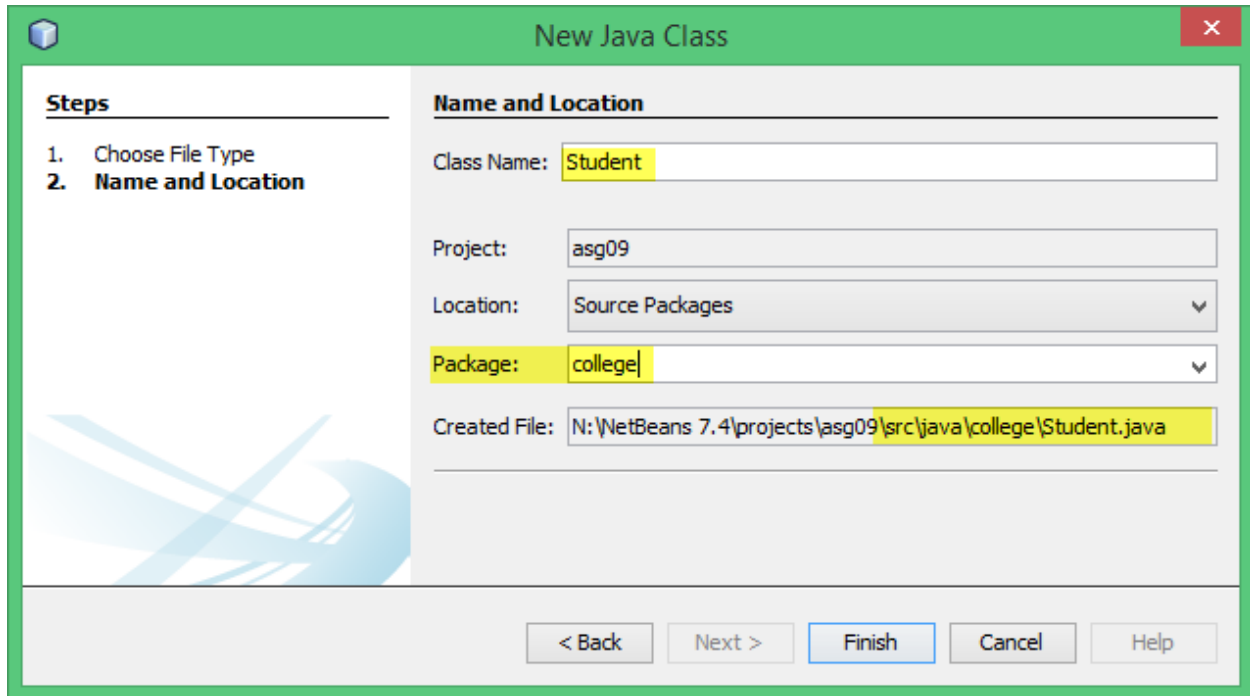 New Java Class
Steps
1. Choose File Type
2. Name and Location
Name and Location
Class Name: Student
Project: asg09
Location: Source Packages
Package: college
Created File: N:\NetBeans 7.4\projects\asg09\src\java\college\Student.java
< Back Next > Finish Cancel Help